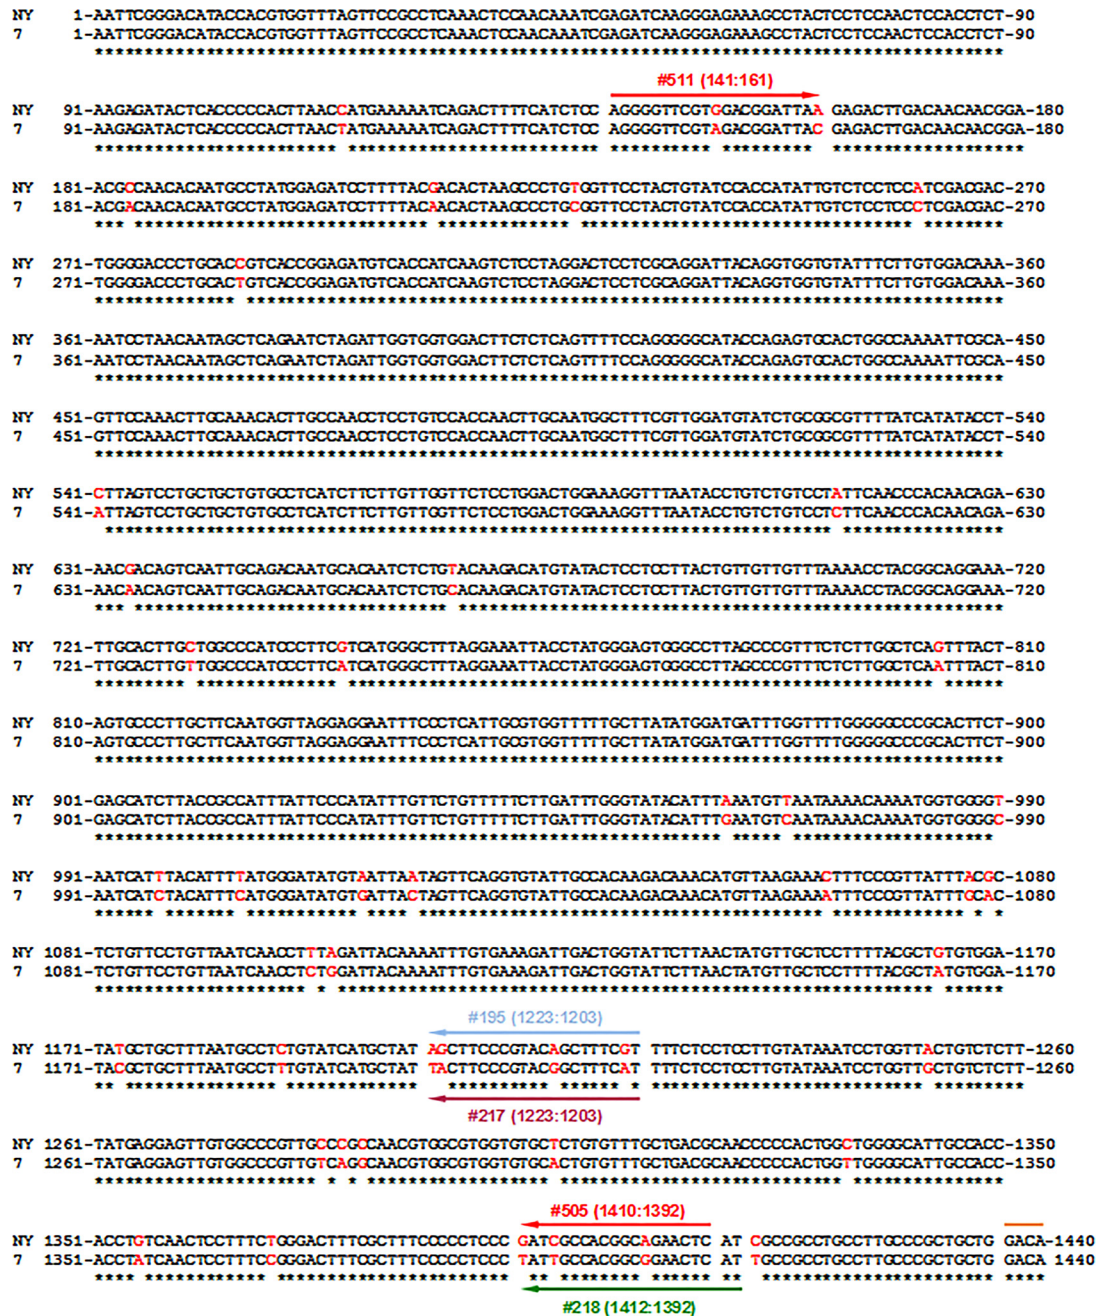 NY 1-AATTCGGGACATACCACGTGGTTTAGTTCCGCCTCAAACTCCAACAAATCGAGATCAAGGGAGAAAGCCTACTCCTCCAACTCCACCTCT-90
7 1-AATTCGGGACATACCACGTGGTTTAGTTCCGCCTCAAACTCCAACAAATCGAGATCAAGGGAGAAAGCCTACTCCTCCAACTCCACCTCT-90
******************************************************************************************
#511 (141:161)
NY 91-AAGAGATACTCACCCCCACTTAACCATGAAAAATCAGACTTTTCATCTCC AGGGGTTCGTGGACGGATTAA GAGACTTGACAACAACGGA-180
7 91-AAGAGATACTCACCCCCACTTAACTATGAAAAATCAGACTTTTCATCTCC AGGGGTTCGTAGACGGATTAC GAGACTTGACAACAACGGA-180
************************ ************************* ********** ********* *******************
NY 181-ACGCCAACACAATGCCTATGGAGATCCTTTTACGACACTAAGCCCTGTGGTTCCTACTGTATCCACCATATTGTCTCCTCCATCGACGAC-270
7 181-ACGACAACACAATGCCTATGGAGATCCTTTTACAACACTAAGCCCTGCGGTTCCTACTGTATCCACCATATTGTCTCCTCCCTCGACGAC-270
*** ***************************** ************* ********************************* ********
NY 271-TGGGGACCCTGCACCGTCACCGGAGATGTCACCATCAAGTCTCCTAGGACTCCTCGCAGGATTACAGGTGGTGTATTTCTTGTGGACAAA-360
7 271-TGGGGACCCTGCACTGTCACCGGAGATGTCACCATCAAGTCTCCTAGGACTCCTCGCAGGATTACAGGTGGTGTATTTCTTGTGGACAAA-360
************** ***************************************************************************
NY 361-AATCCTAACAATAGCTCAGAATCTAGATTGGTGGTGGACTTCTCTCAGTTTTCCAGGGGGCATACCAGAGTGCACTGGCCAAAATTCGCA-450
7 361-AATCCTAACAATAGCTCAGAATCTAGATTGGTGGTGGACTTCTCTCAGTTTTCCAGGGGGCATACCAGAGTGCACTGGCCAAAATTCGCA-450
******************************************************************************************
NY 451-GTTCCAAACTTGCAAACACTTGCCAACCTCCTGTCCACCAACTTGCAATGGCTTTCGTTGGATGTATCTGCGGCGTTTTATCATATACCT-540
7 451-GTTCCAAACTTGCAAACACTTGCCAACCTCCTGTCCACCAACTTGCAATGGCTTTCGTTGGATGTATCTGCGGCGTTTTATCATATACCT-540
******************************************************************************************
NY 541-CTTAGTCCTGCTGCTGTGCCTCATCTTCTTGTTGGTTCTCCTGGACTGGAAAGGTTTAATACCTGTCTGTCCTATTCAACCCACAACAGA-630
7 541-ATTAGTCCTGCTGCTGTGCCTCATCTTCTTGTTGGTTCTCCTGGACTGGAAAGGTTTAATACCTGTCTGTCCTCTTCAACCCACAACAGA-630
************************************************************************ ****************
NY 631-AACGACAGTCAATTGCAGACAATGCACAATCTCTGTACAAGACATGTATACTCCTCCTTACTGTTGTTGTTTAAAACCTACGGCAGGAAA-720
7 631-AACAACAGTCAATTGCAGACAATGCACAATCTCTGCACAAGACATGTATACTCCTCCTTACTGTTGTTGTTTAAAACCTACGGCAGGAAA-720
*** ******************************* ******************************************************
NY 721-TTGCACTTGCTGGCCCATCCCTTCGTCATGGGCTTTAGGAAATTACCTATGGGAGTGGGCCTTAGCCCGTTTCTCTTGGCTCAGTTTACT-810
7 721-TTGCACTTGTTGGCCCATCCCTTCATCATGGGCTTTAGGAAATTACCTATGGGAGTGGGCCTTAGCCCGTTTCTCTTGGCTCAATTTACT-810
********* ************** ********************************************************** ******
NY 810-AGTGCCCTTGCTTCAATGGTTAGGAGGAATTTCCCTCATTGCGTGGTTTTTGCTTATATGGATGATTTGGTTTTGGGGGCCCGCACTTCT-900
7 810-AGTGCCCTTGCTTCAATGGTTAGGAGGAATTTCCCTCATTGCGTGGTTTTTGCTTATATGGATGATTTGGTTTTGGGGGCCCGCACTTCT-900
******************************************************************************************
NY 901-GAGCATCTTACCGCCATTTATTCCCATATTTGTTCTGTTTTTCTTGATTTGGGTATACATTTAAATGTTAATAAAACAAAATGGTGGGGT-990
7 901-GAGCATCTTACCGCCATTTATTCCCATATTTGTTCTGTTTTTCTTGATTTGGGTATACATTTGAATGTCAATAAAACAAAATGGTGGGGC-990
************************************************************** ***** ********************
NY 991-AATCATTTACATTTTATGGGATATGTAATTAATAGTTCAGGTGTATTGCCACAAGACAAACATGTTAAGAAACTTTCCCGTTATTTACGC-1080
7 991-AATCATCTACATTTCATGGGATATGTGATTACTAGTTCAGGTGTATTGCCACAAGACAAACATGTTAAGAAAATTTCCCGTTATTTGCAC-1080
****** ******* *********** **** **************************************** ************* * *
NY 1081-TCTGTTCCTGTTAATCAACCTTTAGATTACAAAATTTGTGAAAGATTGACTGGTATTCTTAACTATGTTGCTCCTTTTACGCTGTGTGGA-1170
7 1081-TCTGTTCCTGTTAATCAACCTCTGGATTACAAAATTTGTGAAAGATTGACTGGTATTCTTAACTATGTTGCTCCTTTTACGCTATGTGGA-1170
********************* * *********************************************************** ******
#195 (1223:1203)
NY 1171-TATGCTGCTTTAATGCCTCTGTATCATGCTAT AGCTTCCCGTACAGCTTTCGT TTTCTCCTCCTTGTATAAATCCTGGTTACTGTCTCTT-1260
7 1171-TACGCTGCTTTAATGCCTTTGTATCATGCTAT TACTTCCCGTACGGCTTTCAT TTTCTCCTCCTTGTATAAATCCTGGTTGCTGTCTCTT-1260
** *************** ************* ********** ****** * *************************** *********
#217 (1223:1203)
NY 1261-TATGAGGAGTTGTGGCCCGTTGCCCGCCAACGTGGCGTGGTGTGCTCTGTGTTTGCTGACGCAACCCCCACTGGCTGGGGCATTGCCACC-1350
7 1261-TATGAGGAGTTGTGGCCCGTTGTCAGGCAACGTGGCGTGGTGTGCACTGTGTTTGCTGACGCAACCCCCACTGGTTGGGGCATTGCCACC-1350
********************** * * ****************** **************************** ***************
#505 (1410:1392)
NY 1351-ACCTGTCAACTCCTTTCTGGGACTTTCGCTTTCCCCCTCCC GATCGCCACGGCAGAACTC AT CGCCGCCTGCCTTGCCCGCTGCTG GACA-1440
7 1351-ACCTATCAACTCCTTTCCGGGACTTTCGCTTTCCCCCTCCC TATTGCCACGGCGGAACTC AT TGCCGCCTGCCTTGCCCGCTGCTG GACA 1440
**** ************ *********************** ** ******** ****** ** *********************** ****
#218 (1412:1392)